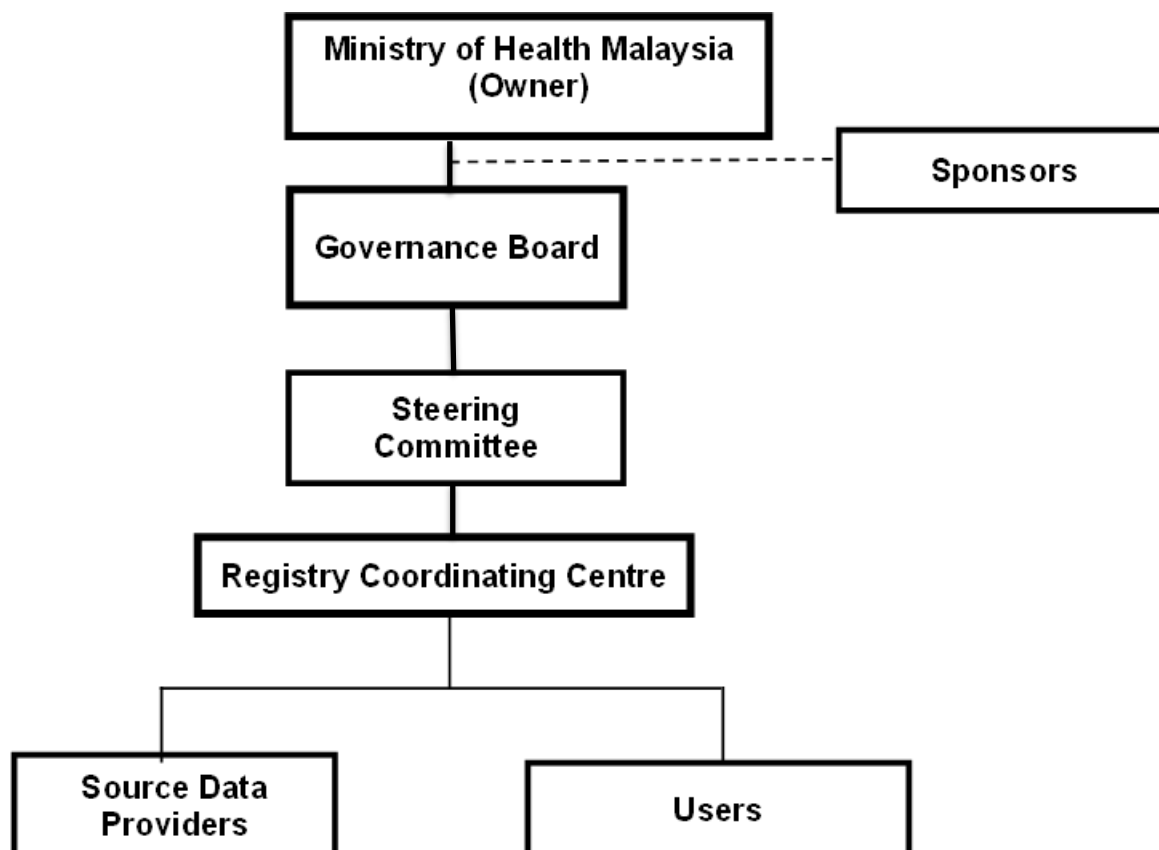 Ministry of Health Malaysia
(Owner)
Sponsors
Governance Board
Steering
Committee
Registry Coordinating Centre
Source Data
Providers
Users